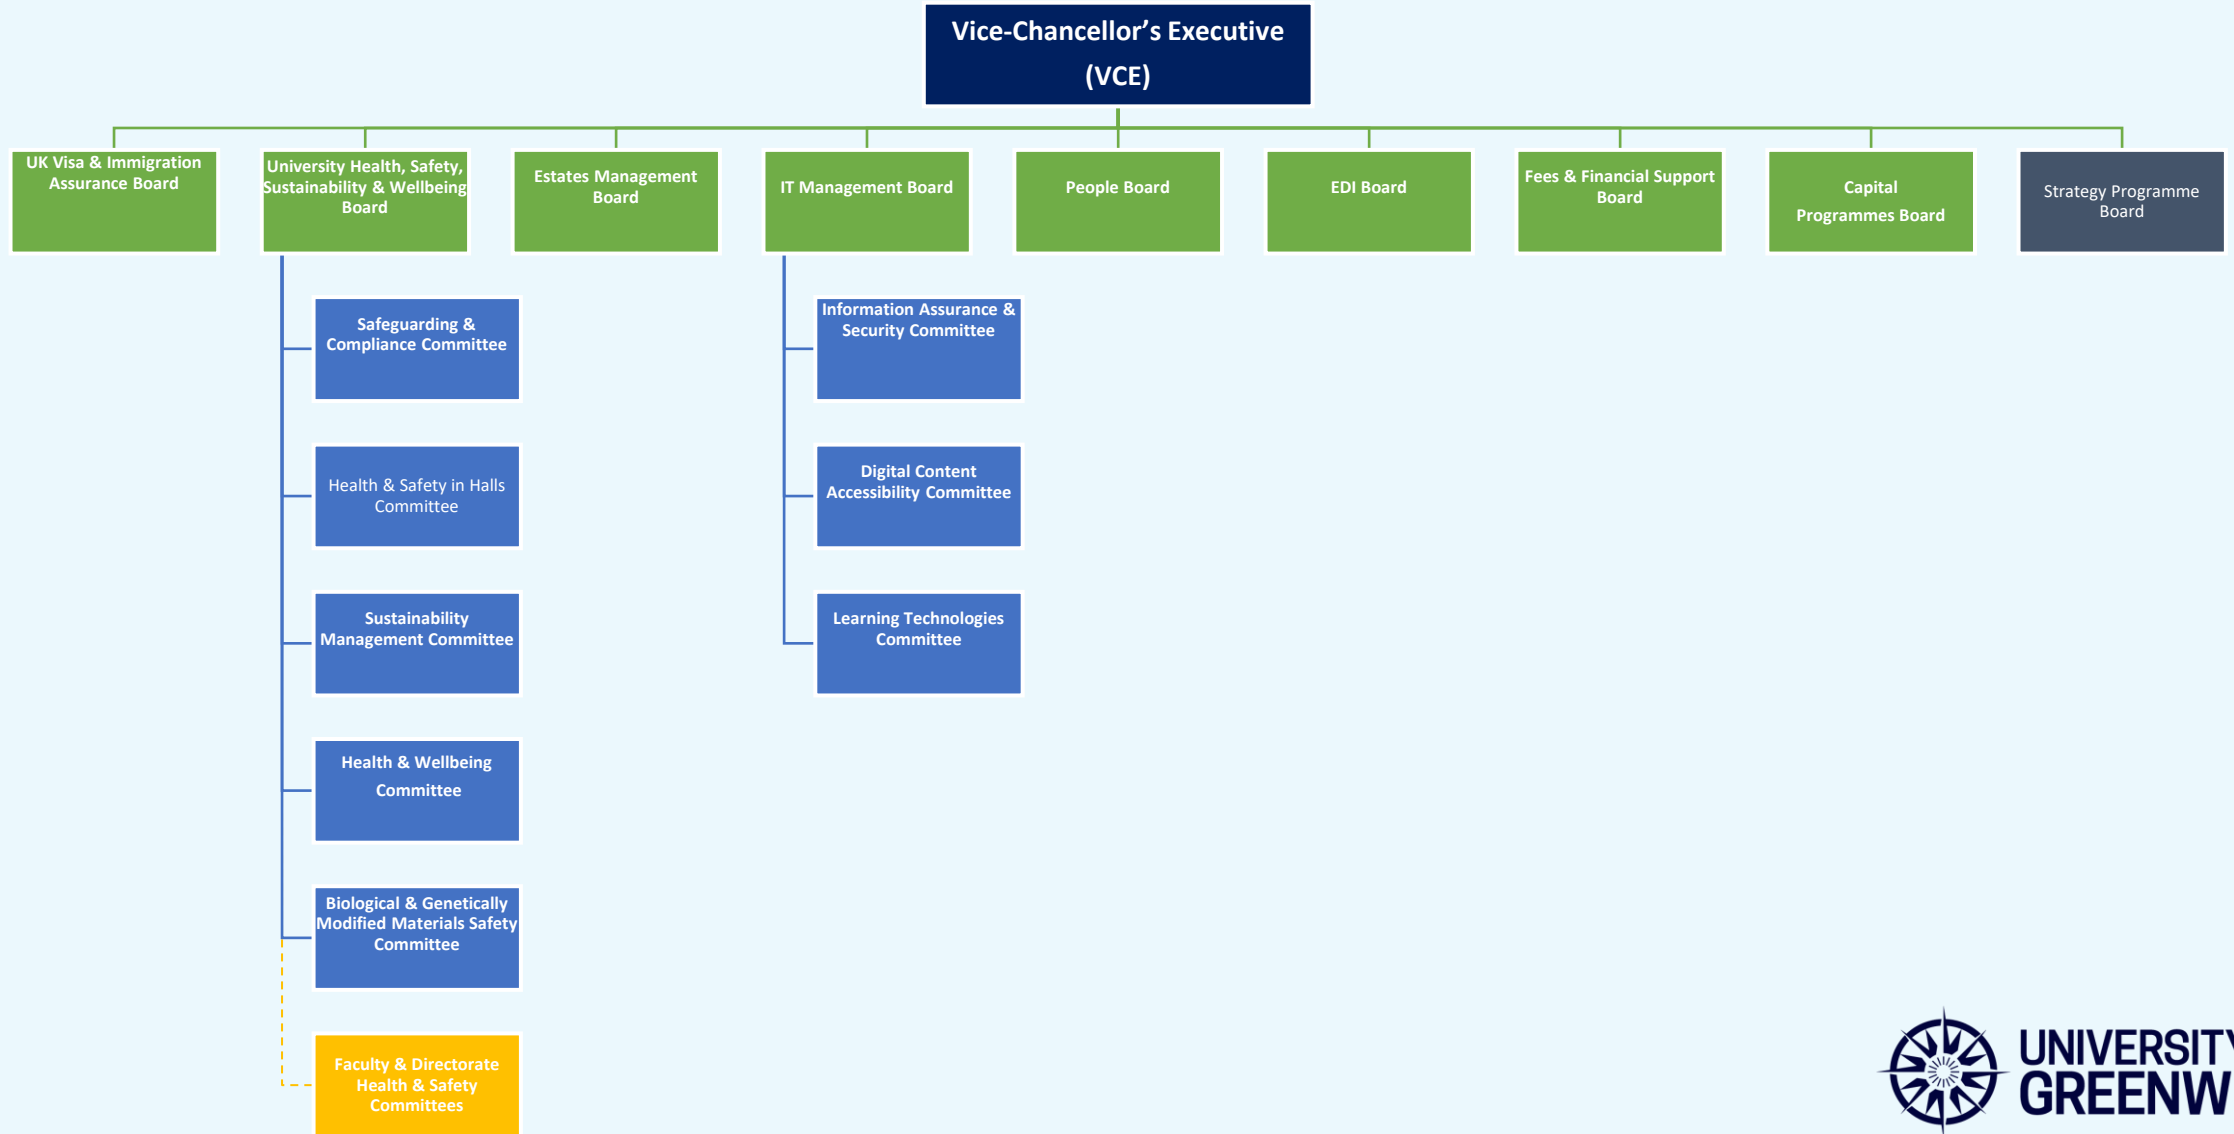 Vice-Chancellor’s Executive
(VCE)
UK Visa & Immigration
Assurance Board
University Health, Safety,
Sustainability & Wellbeing
Board
Estates Management
Board
IT Management Board
People Board
EDI Board
Fees & Financial Support
Board
Capital
Programmes Board
Strategy Programme
Board
Safeguarding &
Compliance Committee
Health & Safety in Halls
Committee
Sustainability
Management Committee
Health & Wellbeing
Committee
Biological & Genetically
Modified Materials Safety
Committee
Faculty & Directorate
Health & Safety
Committees
Information Assurance &
Security Committee
Digital Content
Accessibility Committee
Learning Technologies
Committee
UNIVERSITY
GREENW